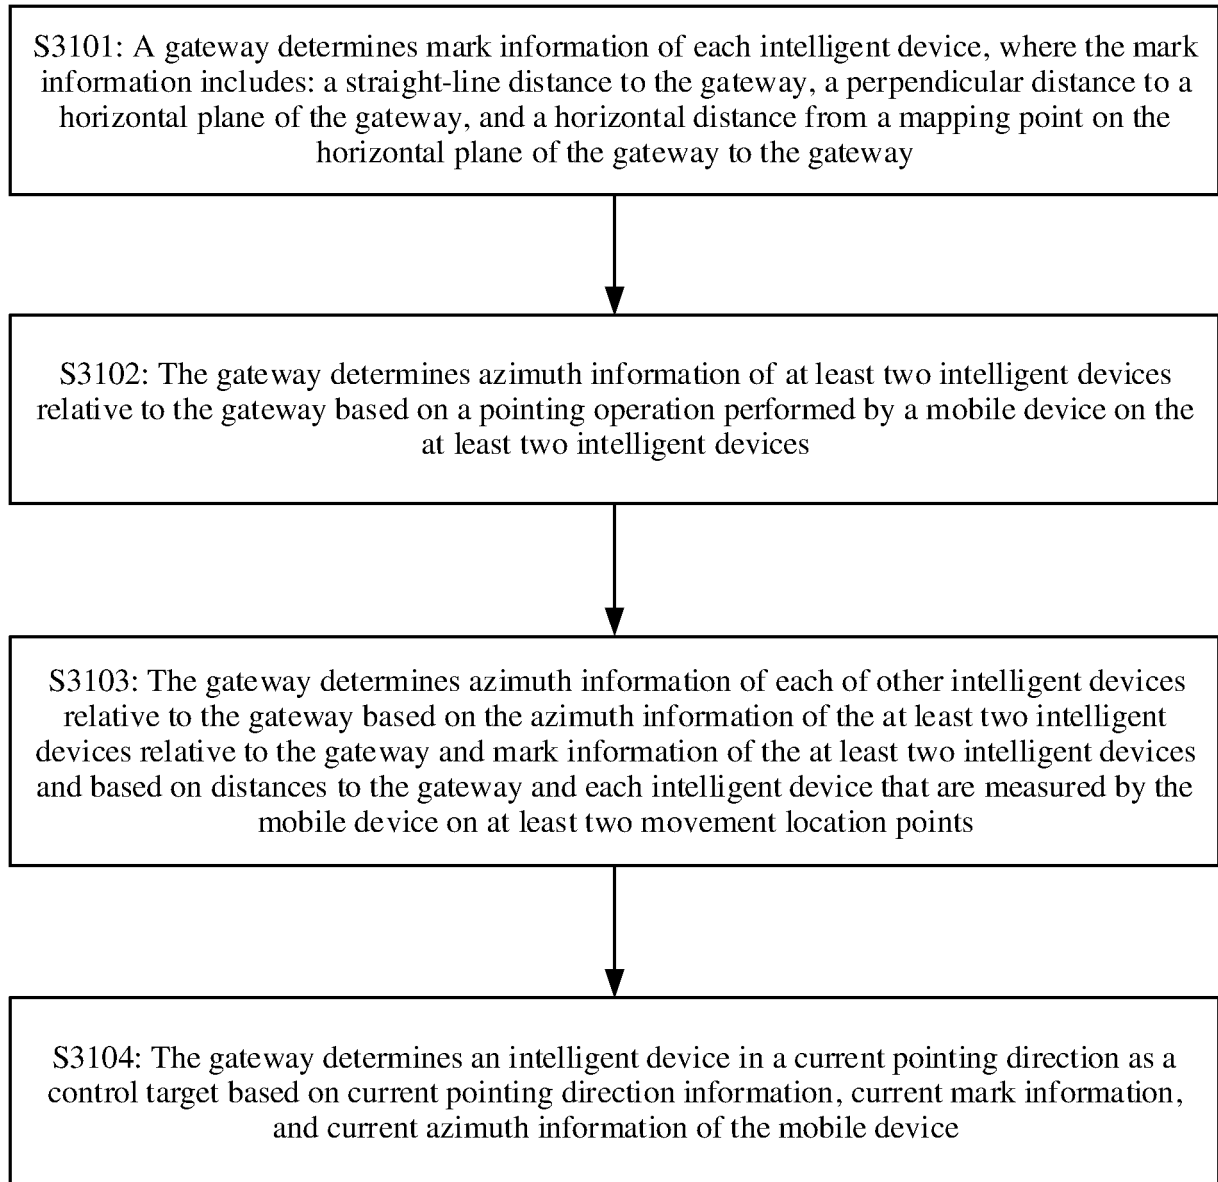 S3101: A gateway determines mark information of each intelligent device, where the mark
information includes: a straight-line distance to the gateway, a perpendicular distance to a
horizontal plane of the gateway, and a horizontal distance from a mapping point on the
horizontal plane of the gateway to the gateway
S3102: The gateway determines azimuth information of at least two intelligent devices
relative to the gateway based on a pointing operation performed by a mobile device on the
at least two intelligent devices
S3103: The gateway determines azimuth information of each of other intelligent devices
relative to the gateway based on the azimuth information of the at least two intelligent
devices relative to the gateway and mark information of the at least two intelligent devices
and based on distances to the gateway and each intelligent device that are measured by the
mobile device on at least two movement location points
S3104: The gateway determines an intelligent device in a current pointing direction as a
control target based on current pointing direction information, current mark information,
and current azimuth information of the mobile device